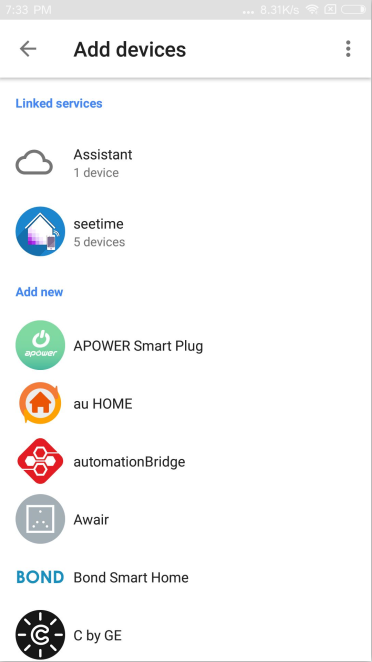 7:33 PM
... 8.31K/s
Add devices
Linked services
Assistant
1 device
seetime
5 devices
Add new
apower
APOWER Smart Plug
au HOME
automationBridge
Awair
BOND
Bond Smart Home
C
C by GE